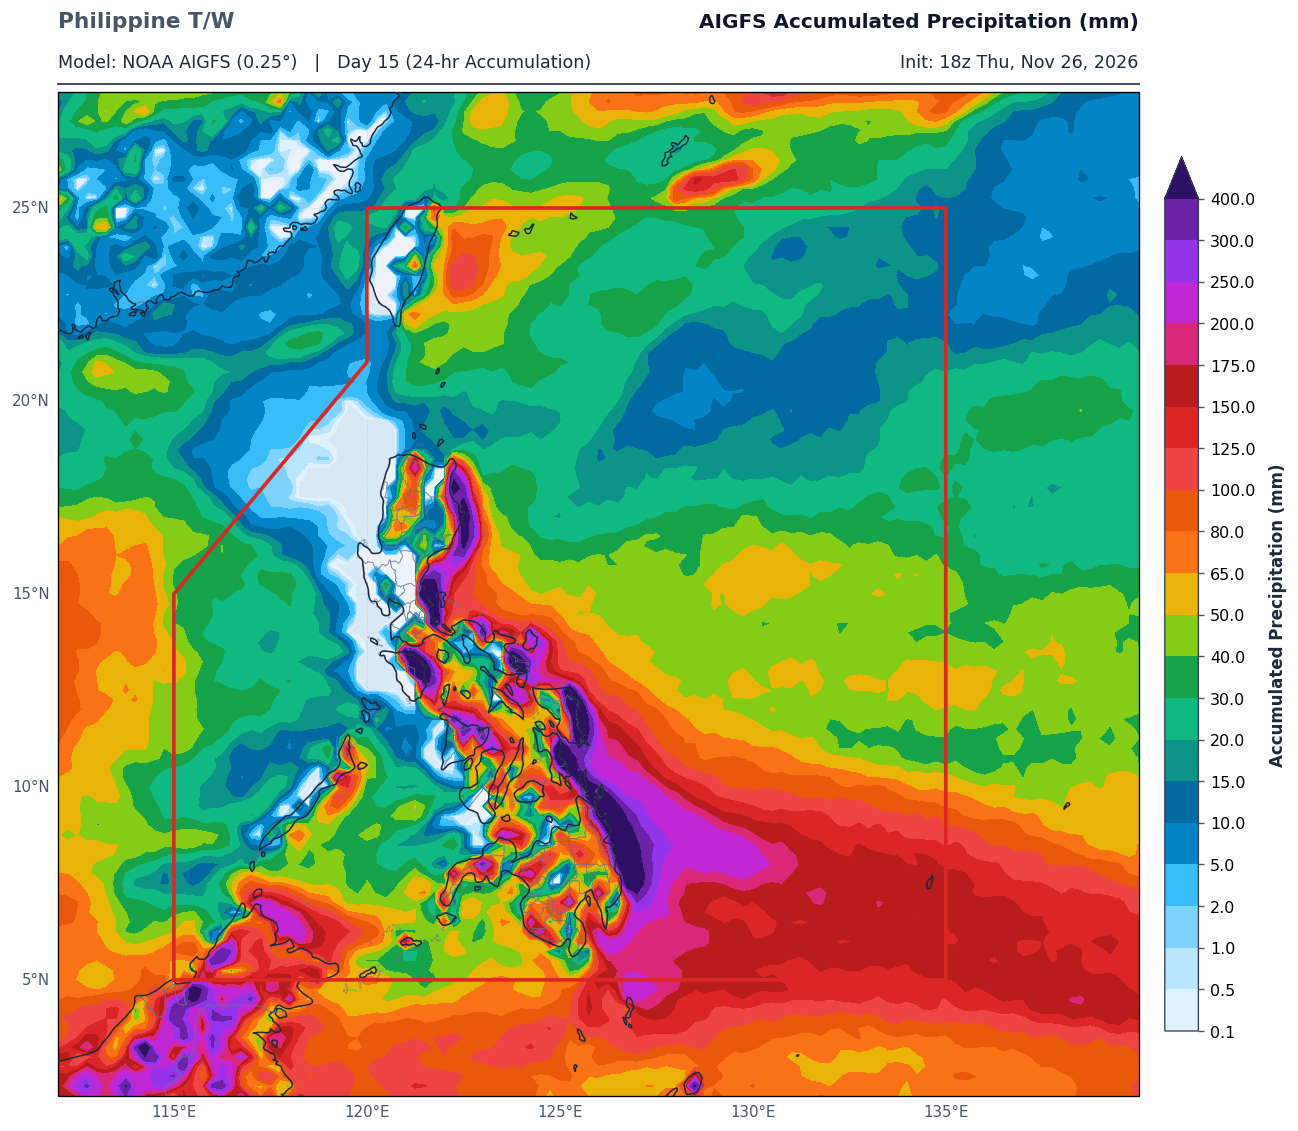 Philippine T/W
AIGFS Accumulated Precipitation (mm)
Model: NOAA AIGFS (0.25°)   |   Day 15 (24-hr Accumulation)
Init: 18z Thu, Nov 26, 2026
25°N
20°N
15°N
10°N
5°N
115°E
120°E
125°E
130°E
135°E
400.0
300.0
250.0
200.0
175.0
150.0
125.0
100.0
80.0
65.0
50.0
40.0
30.0
20.0
15.0
10.0
5.0
2.0
1.0
0.5
0.1
Accumulated Precipitation (mm)